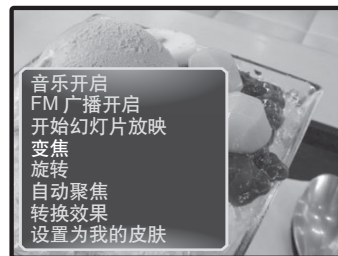 音乐开启
FM 广播开启
开始幻灯片放映
变焦
旋转
自动聚焦
转换效果
设置为我的皮肤